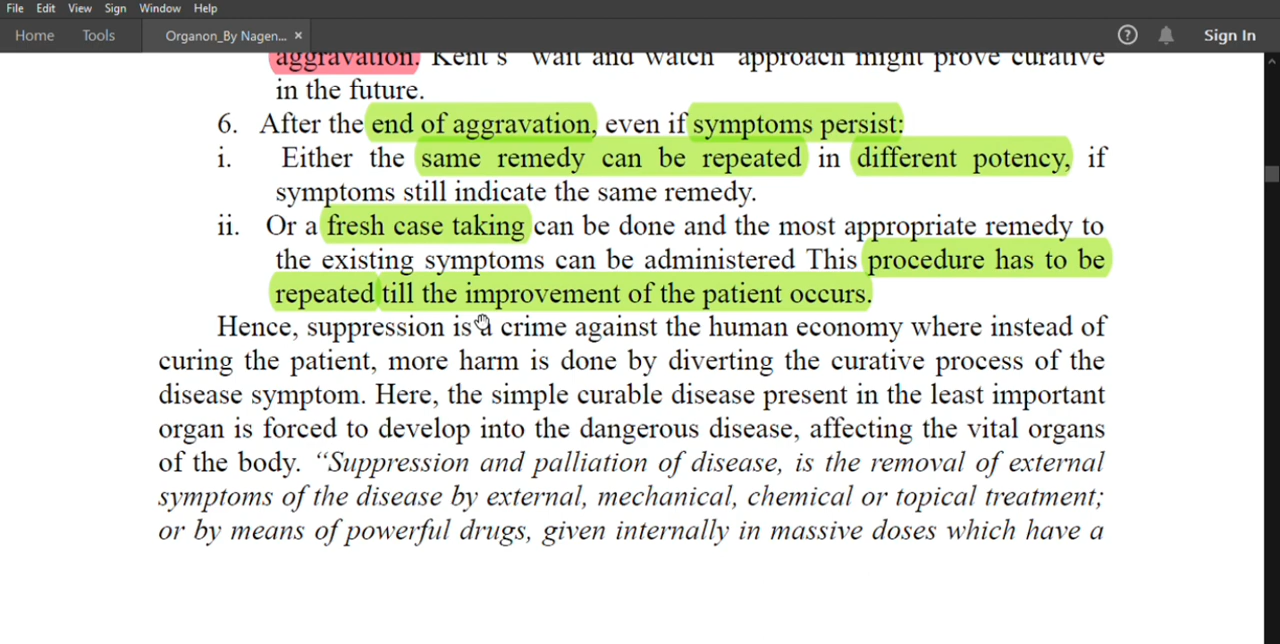 File Edit View Sign Window Help
Home Tools Organon_By Nagen... × ? Sign In
aggravation. Kent's "wait and watch" approach might prove curative
in the future.
6. After the end of aggravation, even if symptoms persist:
i. Either the same remedy can be repeated in different potency, if
symptoms still indicate the same remedy.
ii. Or a fresh case taking can be done and the most appropriate remedy to
the existing symptoms can be administered This procedure has to be
repeated till the improvement of the patient occurs.
Hence, suppression is a crime against the human economy where instead of
curing the patient, more harm is done by diverting the curative process of the
disease symptom. Here, the simple curable disease present in the least important
organ is forced to develop into the dangerous disease, affecting the vital organs
of the body. “Suppression and palliation of disease, is the removal of external
symptoms of the disease by external, mechanical, chemical or topical treatment;
or by means of powerful drugs, given internally in massive doses which have a